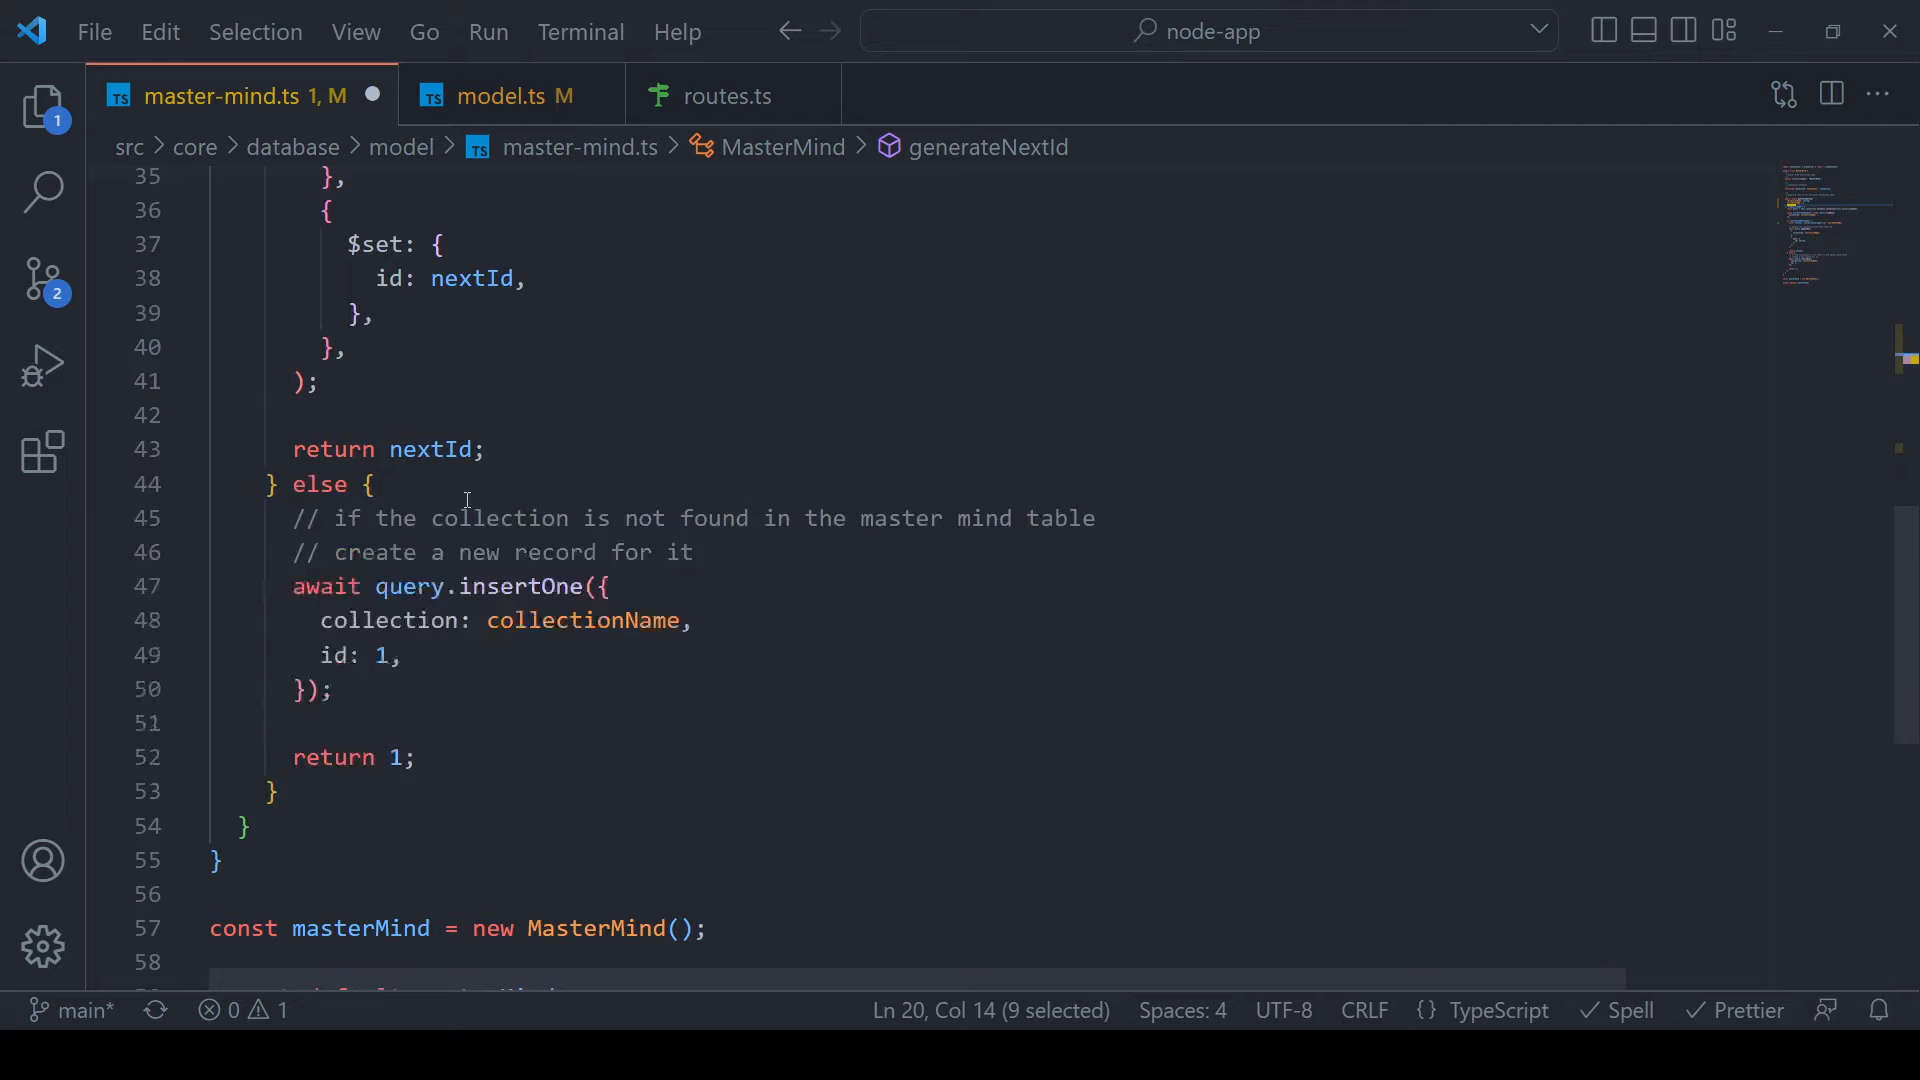 File Edit Selection View Go Run Terminal Help node-app
master-mind.ts 1, M model.ts M routes.ts
src > core > database > model > master-mind.ts > MasterMind > generateNextId
35 },
36 {
37 $set: {
38 id: nextId,
39 },
40 },
41 );
42
43 return nextId;
44 } else {
45 // if the collection is not found in the master mind table
46 // create a new record for it
47 await query.insertOne({
48 collection: collectionName,
49 id: 1,
50 });
51
52 return 1;
53 }
54 }
55 }
56
57 const masterMind = new MasterMind();
58
1
2
main* 0 1 Ln 20, Col 14 (9 selected) Spaces: 4 UTF-8 CRLF {} TypeScript Spell Prettier